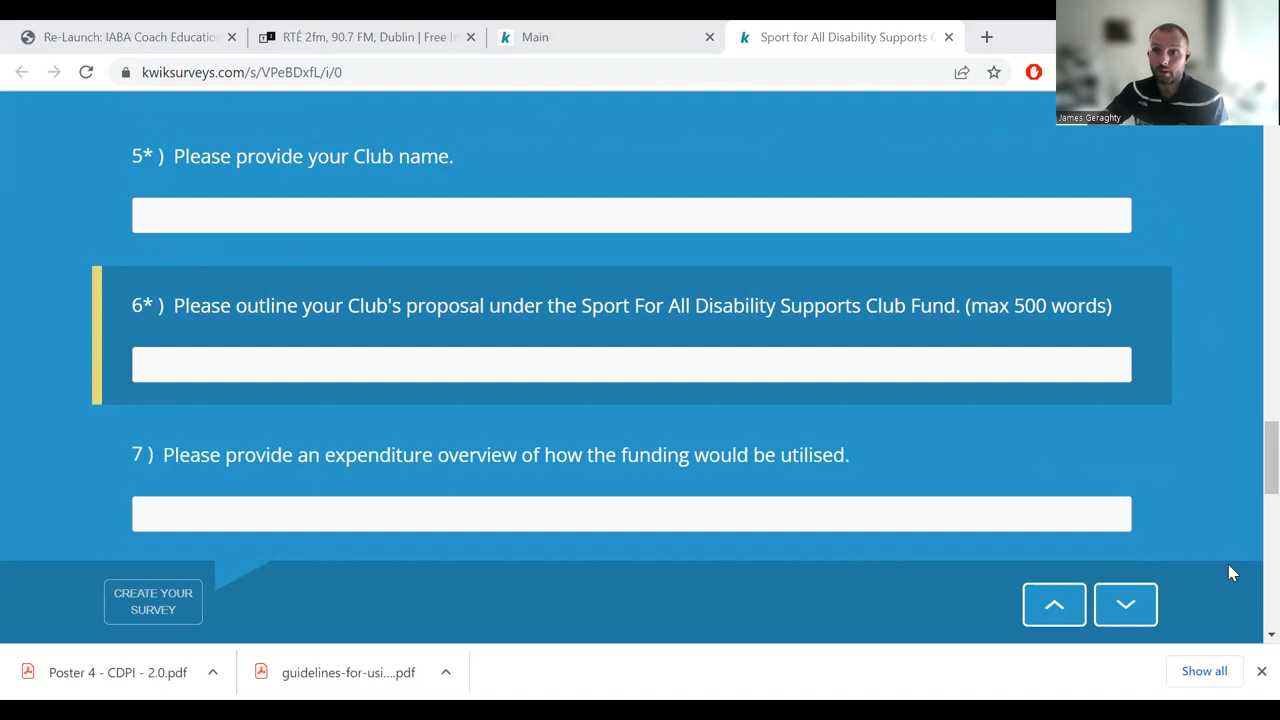 Re-Launch: IABA Coach Educatio
RTÉ 2fm, 90.7 FM, Dublin | Free In
Main
Sport for All Disability Supports C
kwiksurveys.com/s/VPeBDxfL/i/0
James Geraghty
5* ) Please provide your Club name.
6* ) Please outline your Club's proposal under the Sport For All Disability Supports Club Fund. (max 500 words)
7 ) Please provide an expenditure overview of how the funding would be utilised.
CREATE YOUR
SURVEY
Poster 4 - CDPI - 2.0.pdf
guidelines-for-usi....pdf
Show all